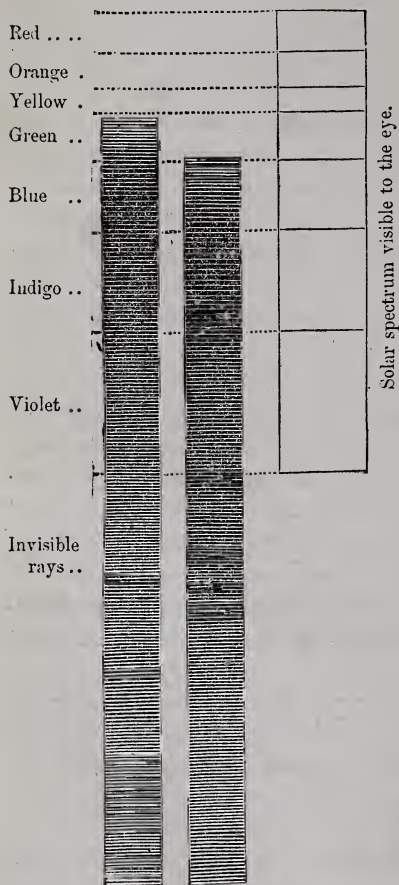 Red ....
Orange .
Yellow .
Green ..
Blue ..
Indigo ..
Violet ..
Invisible
rays ..
Solar spectrum visible to the eye.